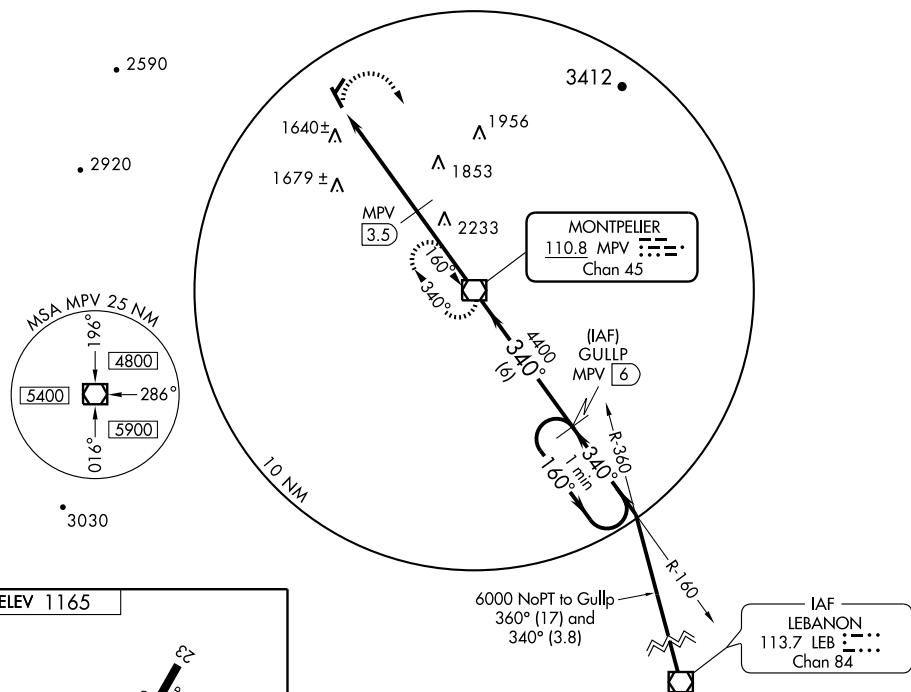 2590
3412
1956
1640±
2920
1853
1679 ±
MPV
3.5
2233
MONTPELIER
110.8 MPV
Chan 45
160°
340°
MSA MPV 25 NM
196°
4800
5400
286°
5900
016°
4400
340°
(6)
(IAF)
GULLP
MPV 6
R-360
340°
1 min
160°
10 NM
3030
R-160
6000 NoPT to Gullp
360° (17) and
340° (3.8)
IAF
LEBANON
113.7 LEB
Chan 84
ELEV 1165
23